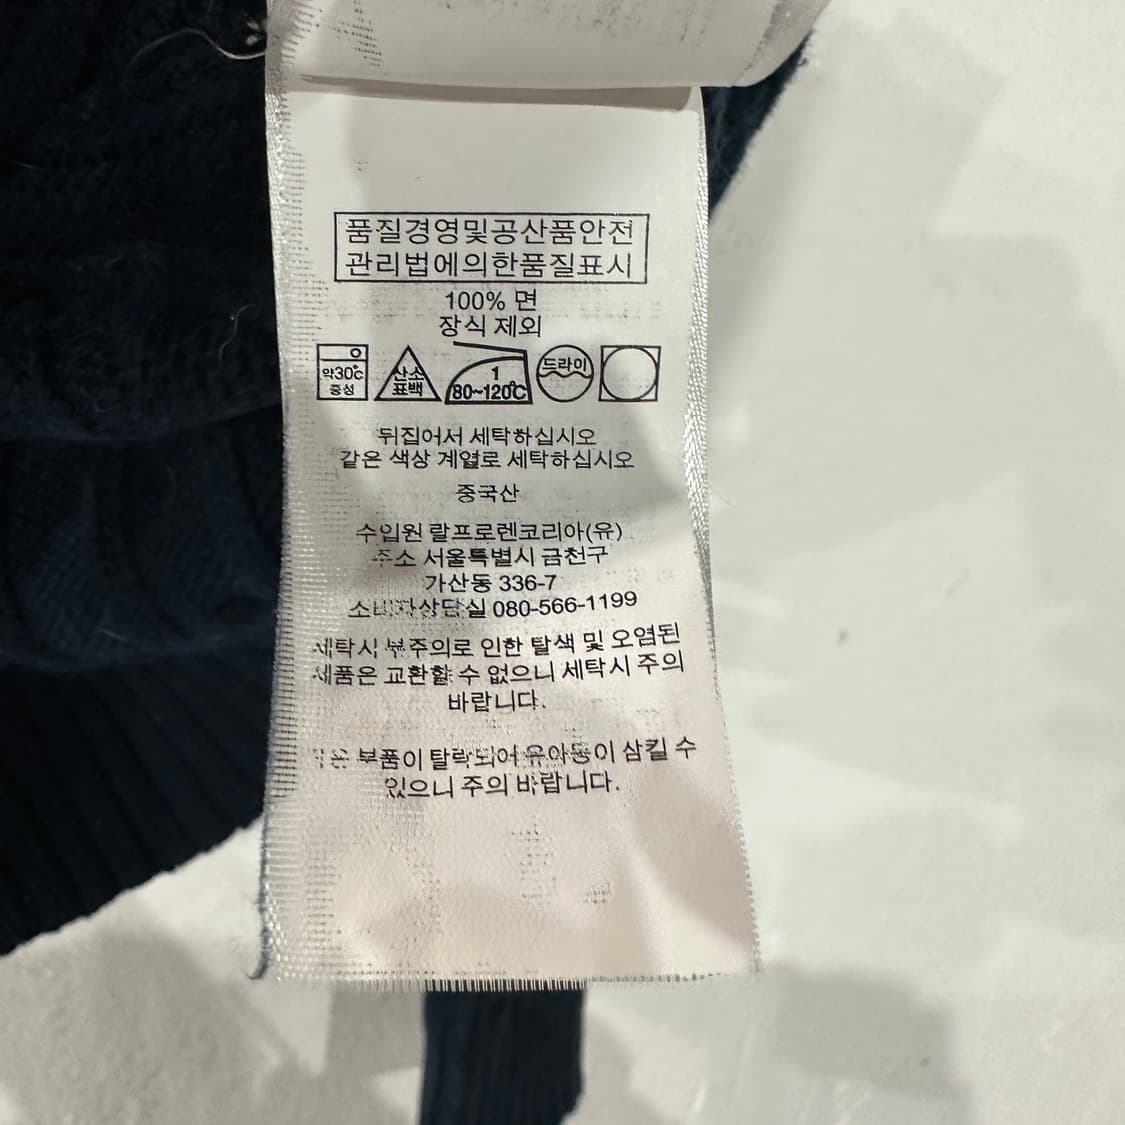 품질경영및공산품안전
관리법에의한품질표시
100% 면
장식 제외
약30℃
중성
산소
표백
1
80~120℃
드라이
뒤집어서 세탁하십시오
같은 색상 계열로 세탁하십시오
중국산
수입원 랄프로렌코리아(유)
주소 서울특별시 금천구
가산동 336-7
소비자상담실 080-566-1199
세탁시 부주의로 인한 탈색 및 오염된
제품은 교환할 수 없으니 세탁시 주의
바랍니다.
부품이 탈락되어 유아동이 삼킬 수
있으니 주의 바랍니다.